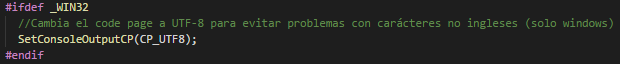 #ifdef _WIN32
//Cambia el code page a UTF-8 para evitar problemas con carácteres no ingleses (solo windows)
SetConsoleOutputCP(CP_UTF8);
#endif